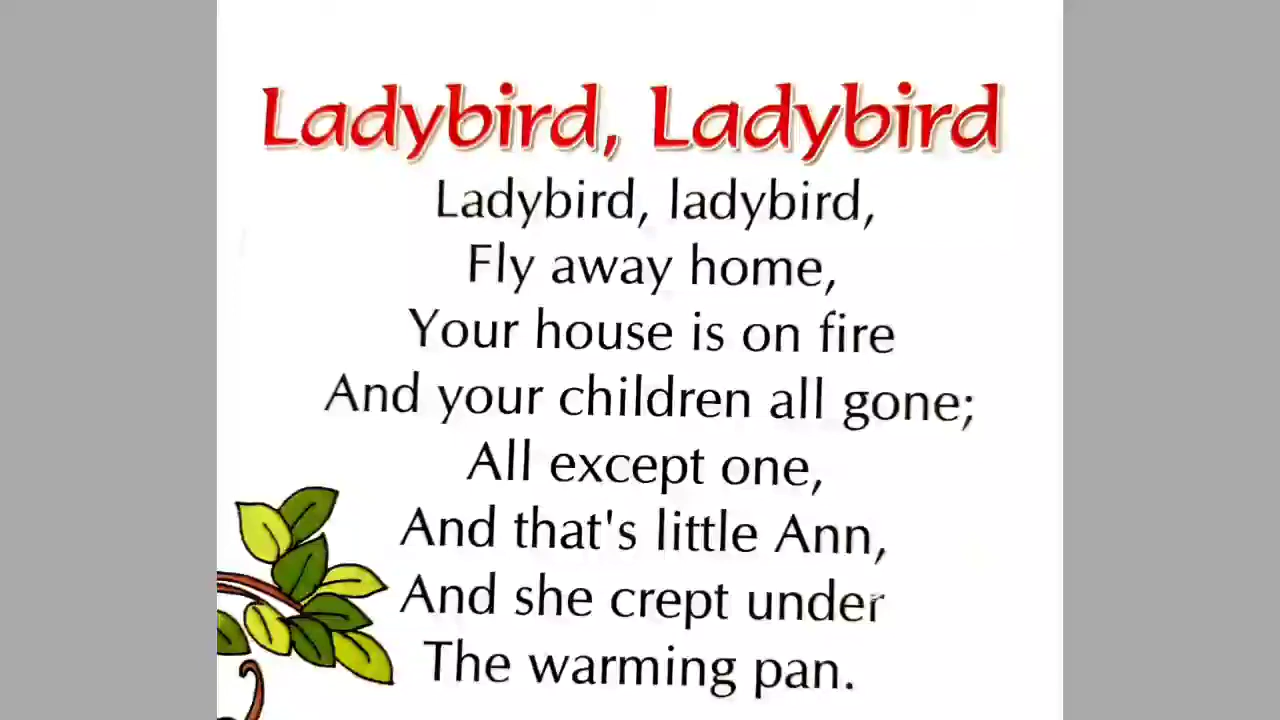 Ladybird, Ladybird
Ladybird, ladybird,
Fly away home,
Your house is on fire
And your children all gone;
All except one,
And that's little Ann,
And she crept under
The warming pan.